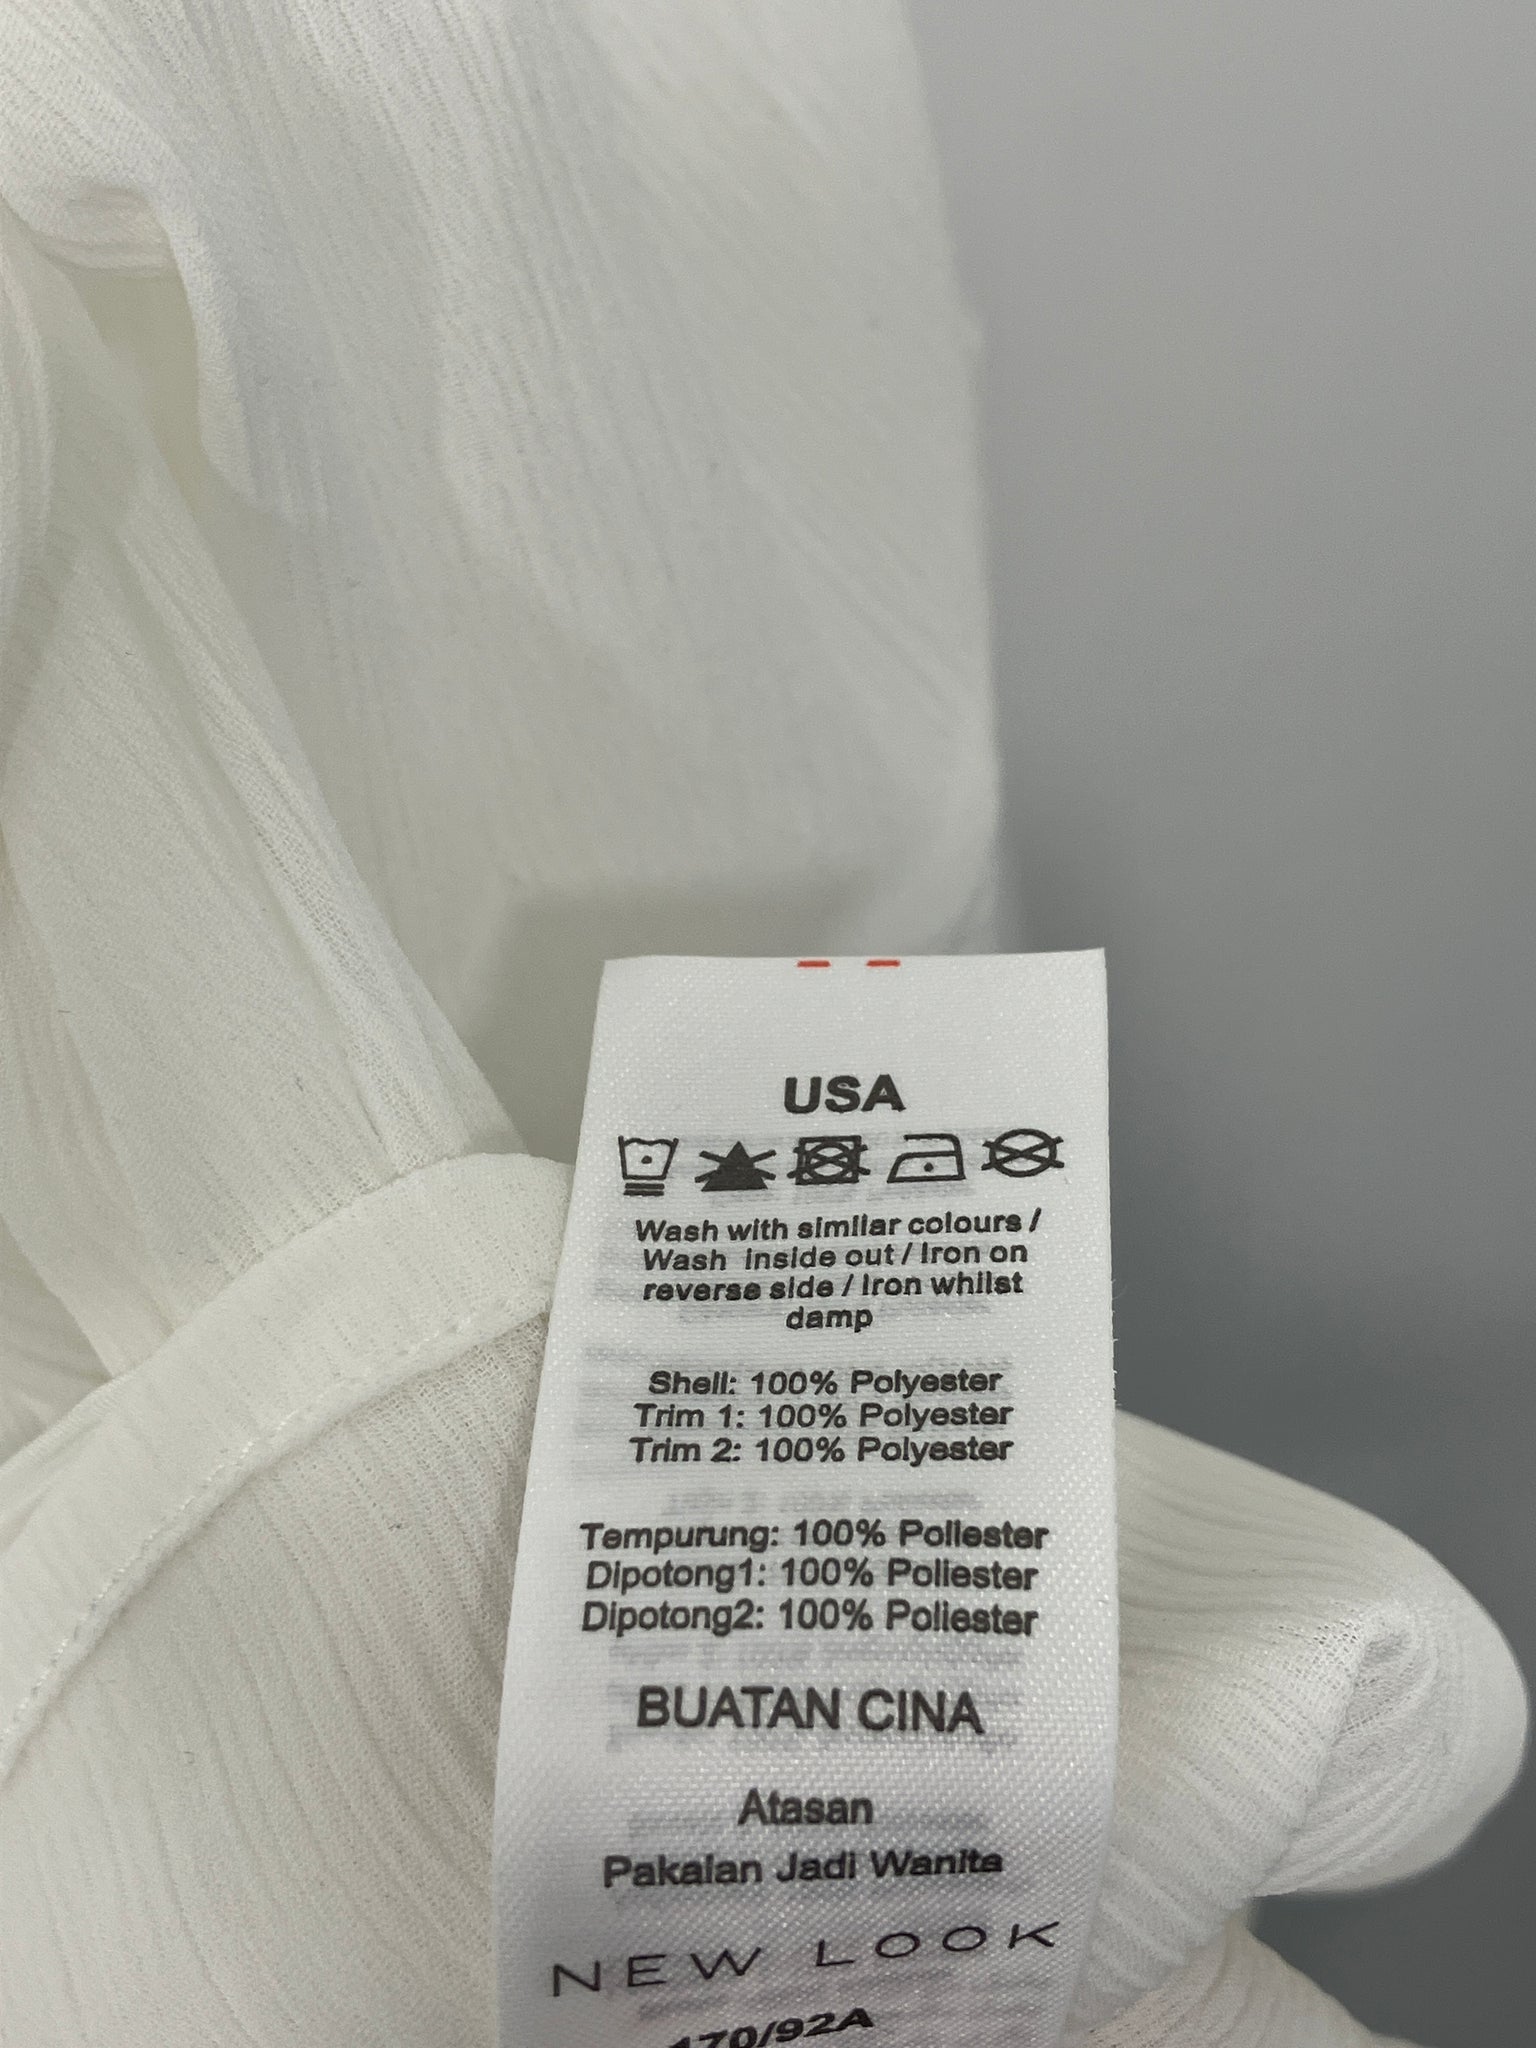 USA
Wash with similar colours /
Wash inside out / Iron on
reverse side / Iron whilst
damp
Shell: 100% Polyester
Trim 1: 100% Polyester
Trim 2: 100% Polyester
Tempurung: 100% Poliester
Dipotong1: 100% Poliester
Dipotong2: 100% Poliester
BUATAN CINA
Atasan
Pakaian Jadi Wanita
NEW LOOK
170/92A